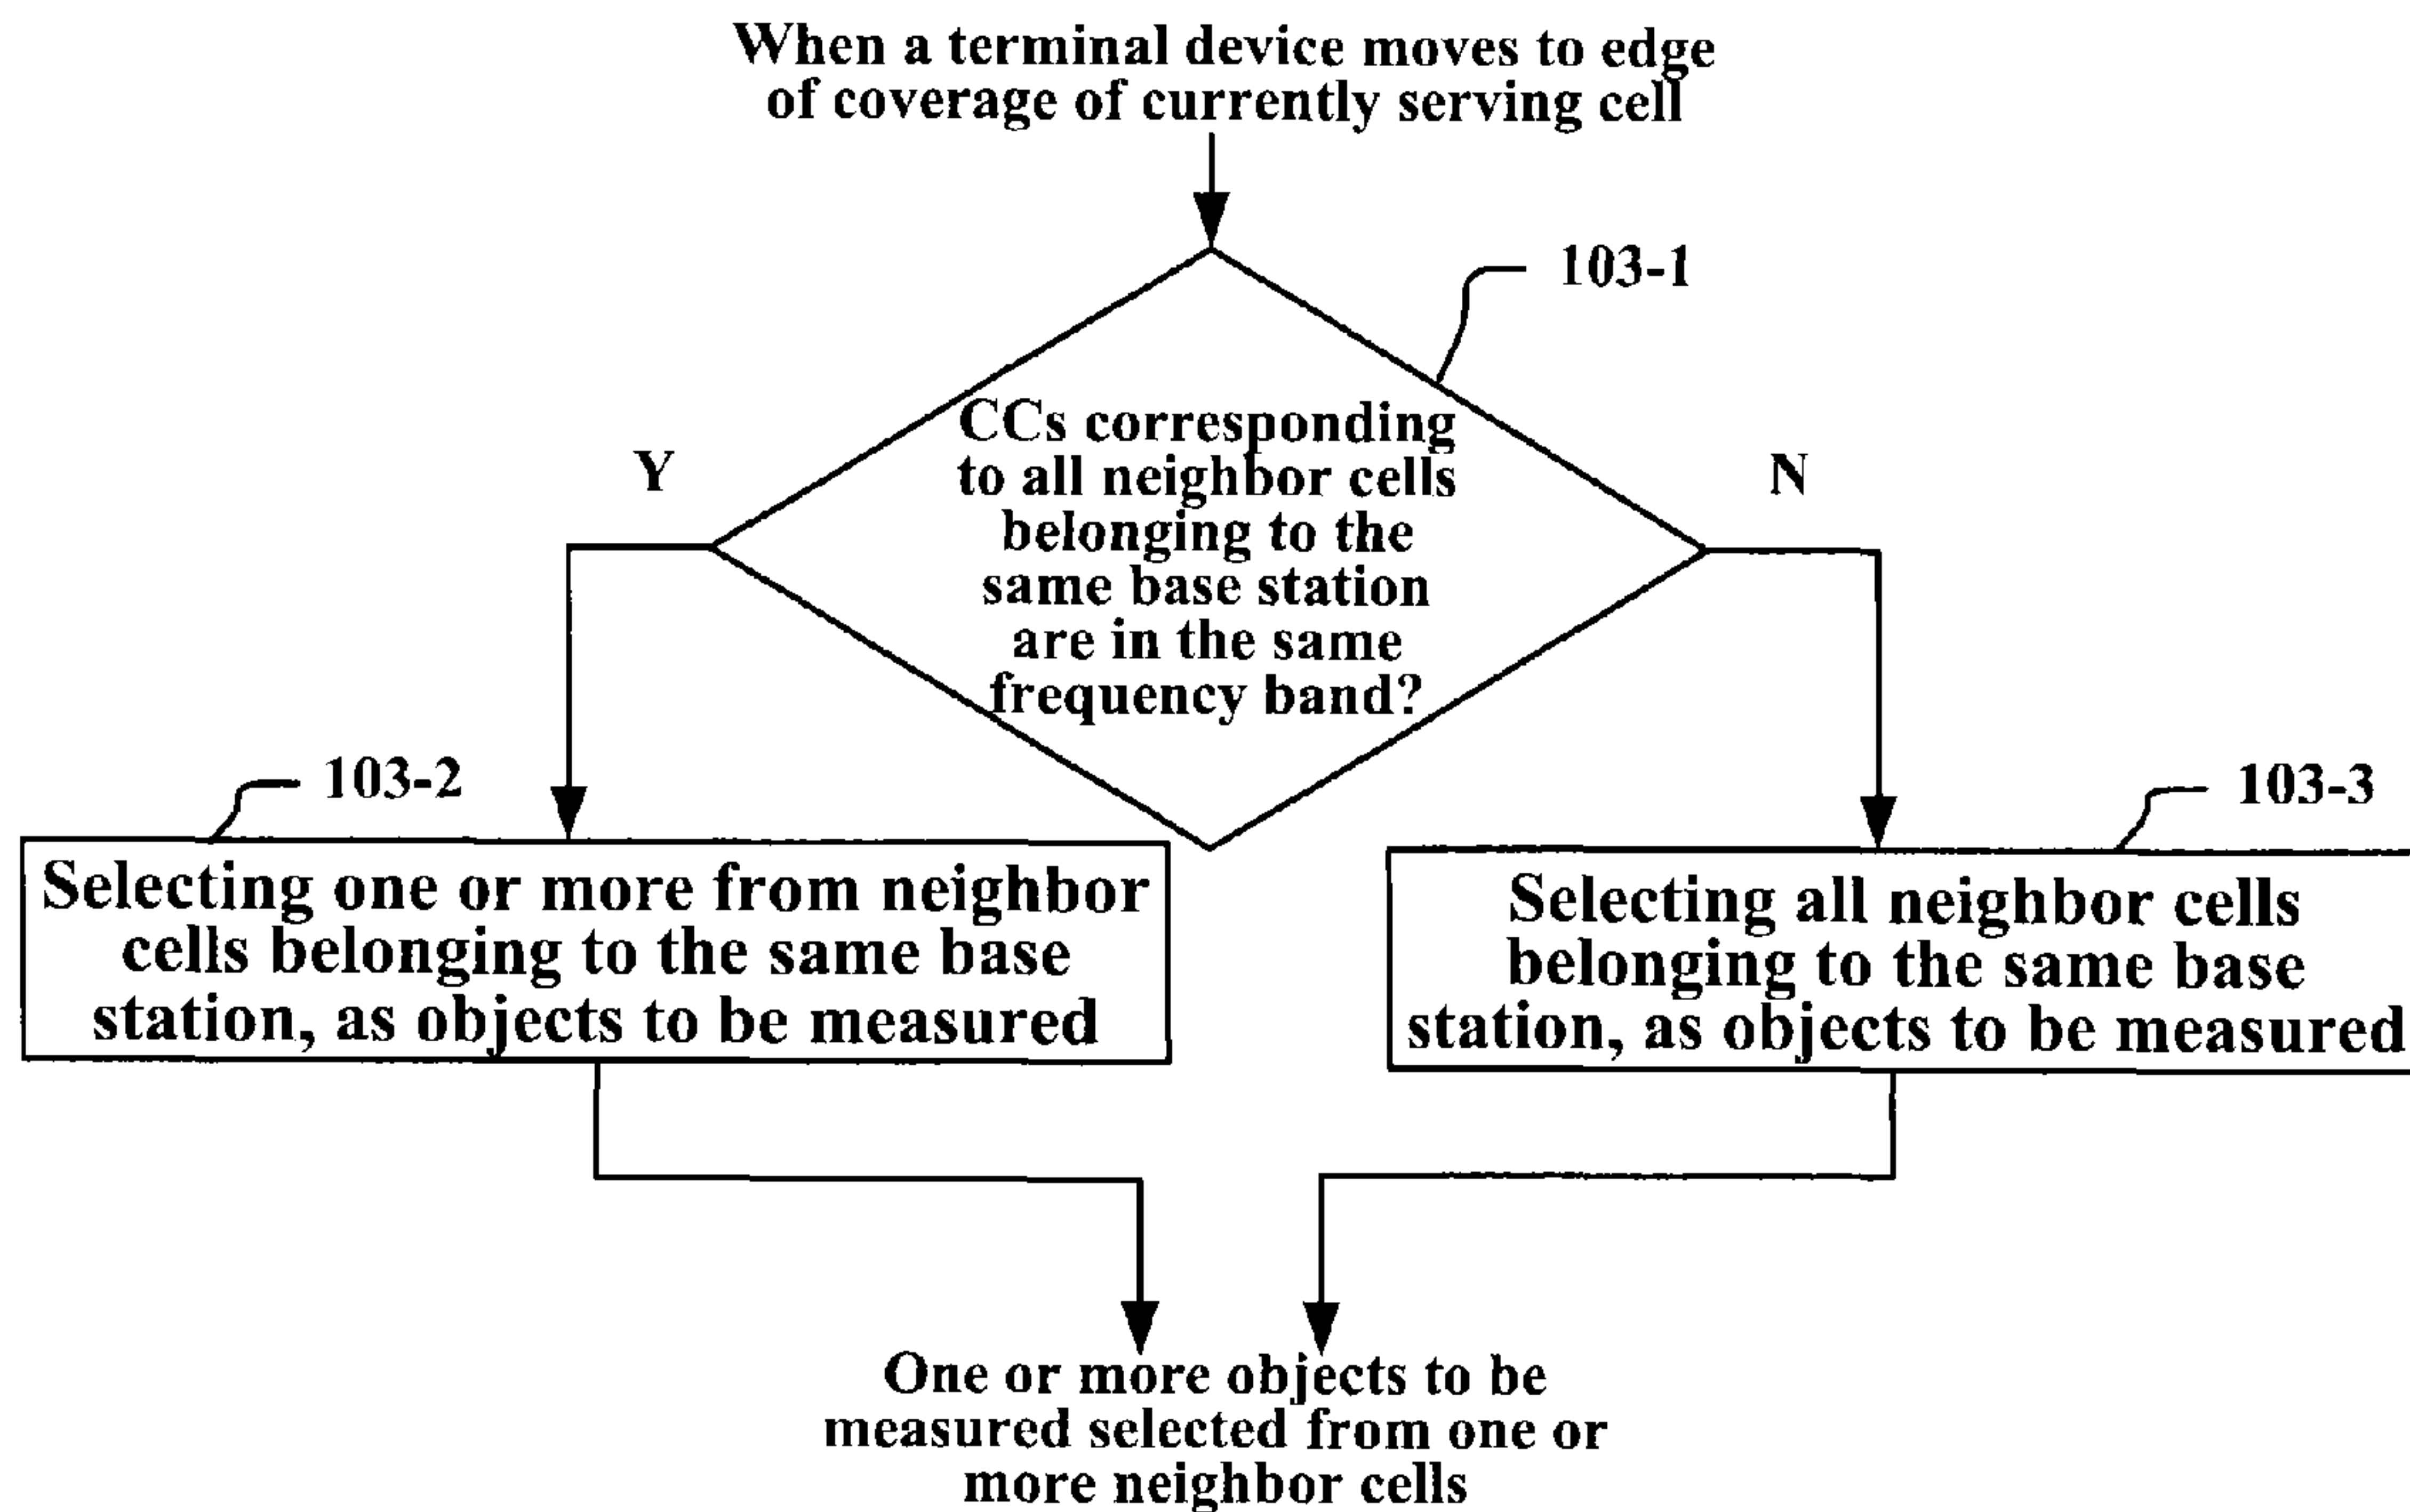 When a terminal device moves to edge
of coverage of currently serving cell
103-1
CCs corresponding
to all neighbor cells
belonging to the
same base station
are in the same
frequency band?
Y
N
103-2
103-3
Selecting one or more from neighbor
cells belonging to the same base
station, as objects to be measured
Selecting all neighbor cells
belonging to the same base
station, as objects to be measured
One or more objects to be
measured selected from one or
more neighbor cells